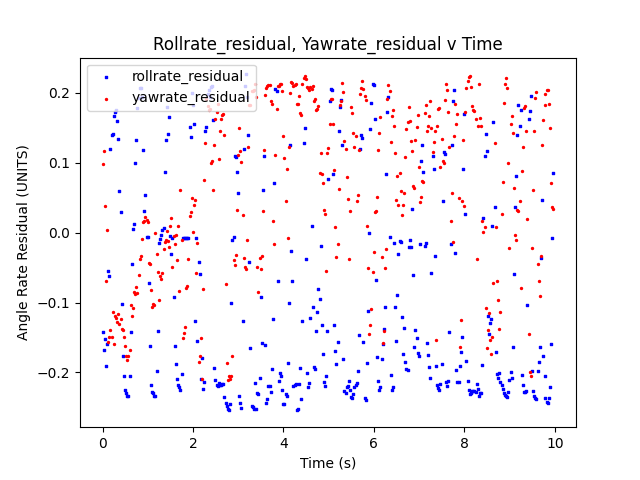 Rollrate_residual, Yawrate_residual v Time
rollrate_residual
yawrate_residual
Angle Rate Residual (UNITS)
0.2
0.1
0.0
−0.1
−0.2
0 2 4 6 8 10
Time (s)